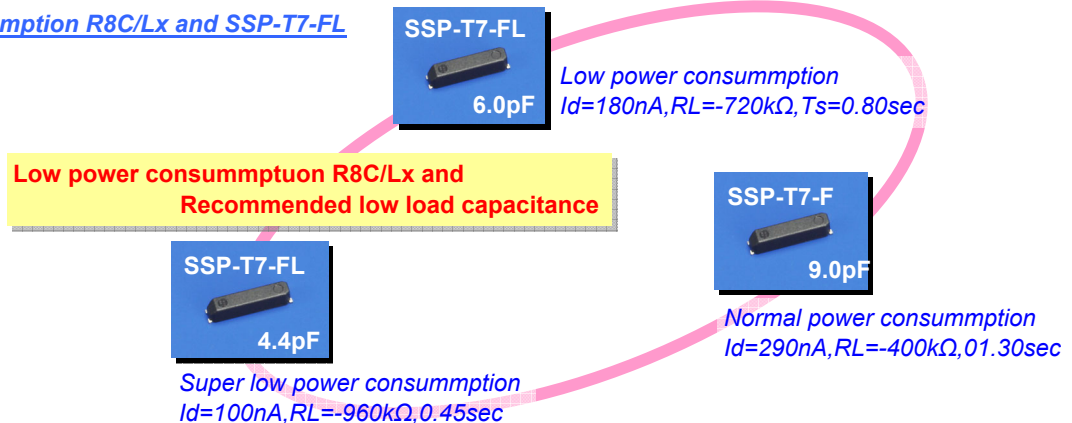 mption R8C/Lx and SSP-T7-FL
SSP-T7-FL
6.0pF
Low power consummption
Id=180nA,RL=-720kΩ,Ts=0.80sec
Low power consummptuon R8C/Lx and
Recommended low load capacitance
SSP-T7-F
9.0pF
Normal power consummption
Id=290nA,RL=-400kΩ,01.30sec
SSP-T7-FL
4.4pF
Super low power consummption
Id=100nA,RL=-960kΩ,0.45sec